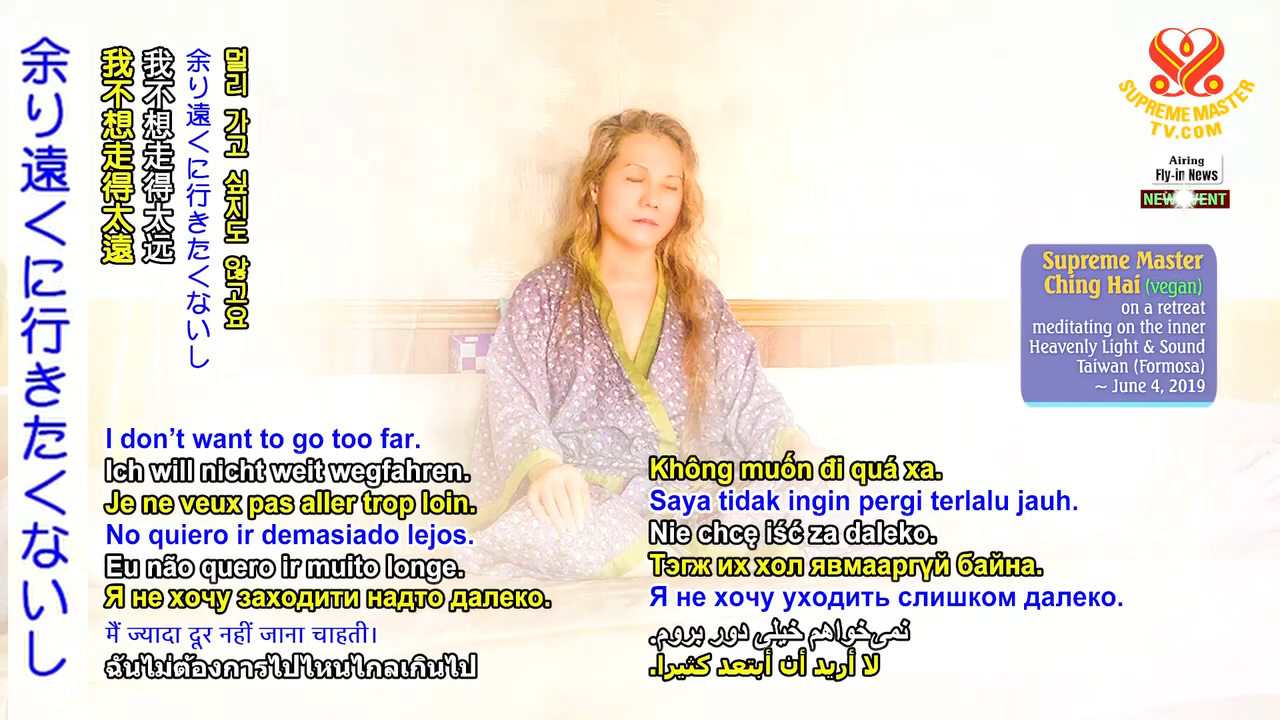 余り遠くに行きたくないし
我不想走得太遠
我不想走得太远
余り遠くに行きたくないし
멀리 가고 싶지도 않고요
SUPREME MASTER
TV.COM
Airing
Fly-in News
Supreme Master
Ching Hai (vegan)
on a retreat
meditating on the inner
Heavenly Light & Sound
Taiwan (Formosa)
~ June 4, 2019
I don’t want to go too far.
Ich will nicht weit wegfahren.
Je ne veux pas aller trop loin.
No quiero ir demasiado lejos.
Eu não quero ir muito longe.
Я не хочу заходити надто далеко.
मैं ज्यादा दूर नहीं जाना चाहती।
ฉันไม่ต้องการไปไหนไกลเกินไป
Không muốn đi quá xa.
Saya tidak ingin pergi terlalu jauh.
Nie chcę iść za daleko.
Тэгж их хол явмааргүй байна.
Я не хочу уходить слишком далеко.
نمی‌خواهم خیلی دور بروم.
لا أريد أن أبتعد كثيرا.